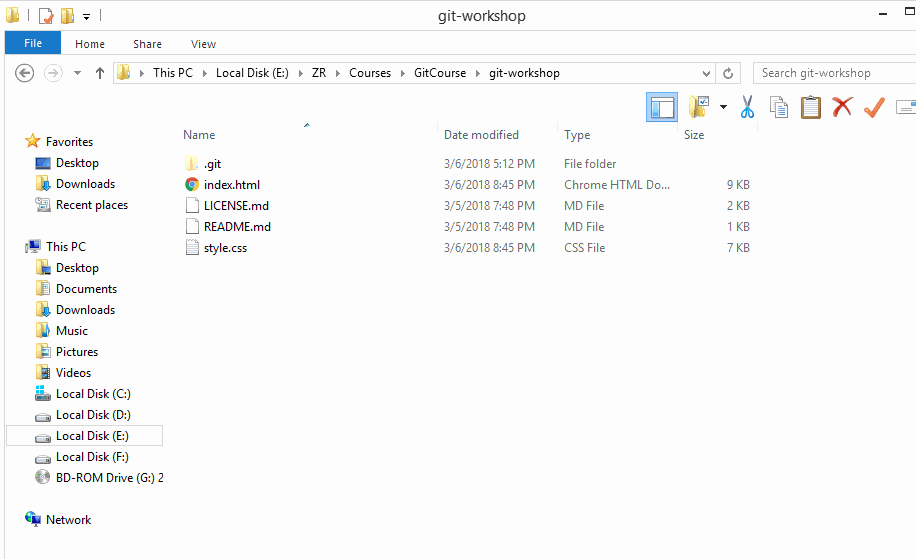 git-workshop
File Home Share View
This PC Local Disk (E:) ZR Courses GitCourse git-workshop Search git-workshop
Name Date modified Type Size
Favorites
Desktop
Downloads
Recent places
This PC
Desktop
Documents
Downloads
Music
Pictures
Videos
Local Disk (C:)
Local Disk (D:)
Local Disk (E:)
Local Disk (F:)
BD-ROM Drive (G:) 2
Network
.git 3/6/2018 5:12 PM File folder
index.html 3/6/2018 8:45 PM Chrome HTML Do... 9 KB
LICENSE.md 3/5/2018 7:48 PM MD File 2 KB
README.md 3/5/2018 7:48 PM MD File 1 KB
style.css 3/6/2018 8:45 PM CSS File 7 KB